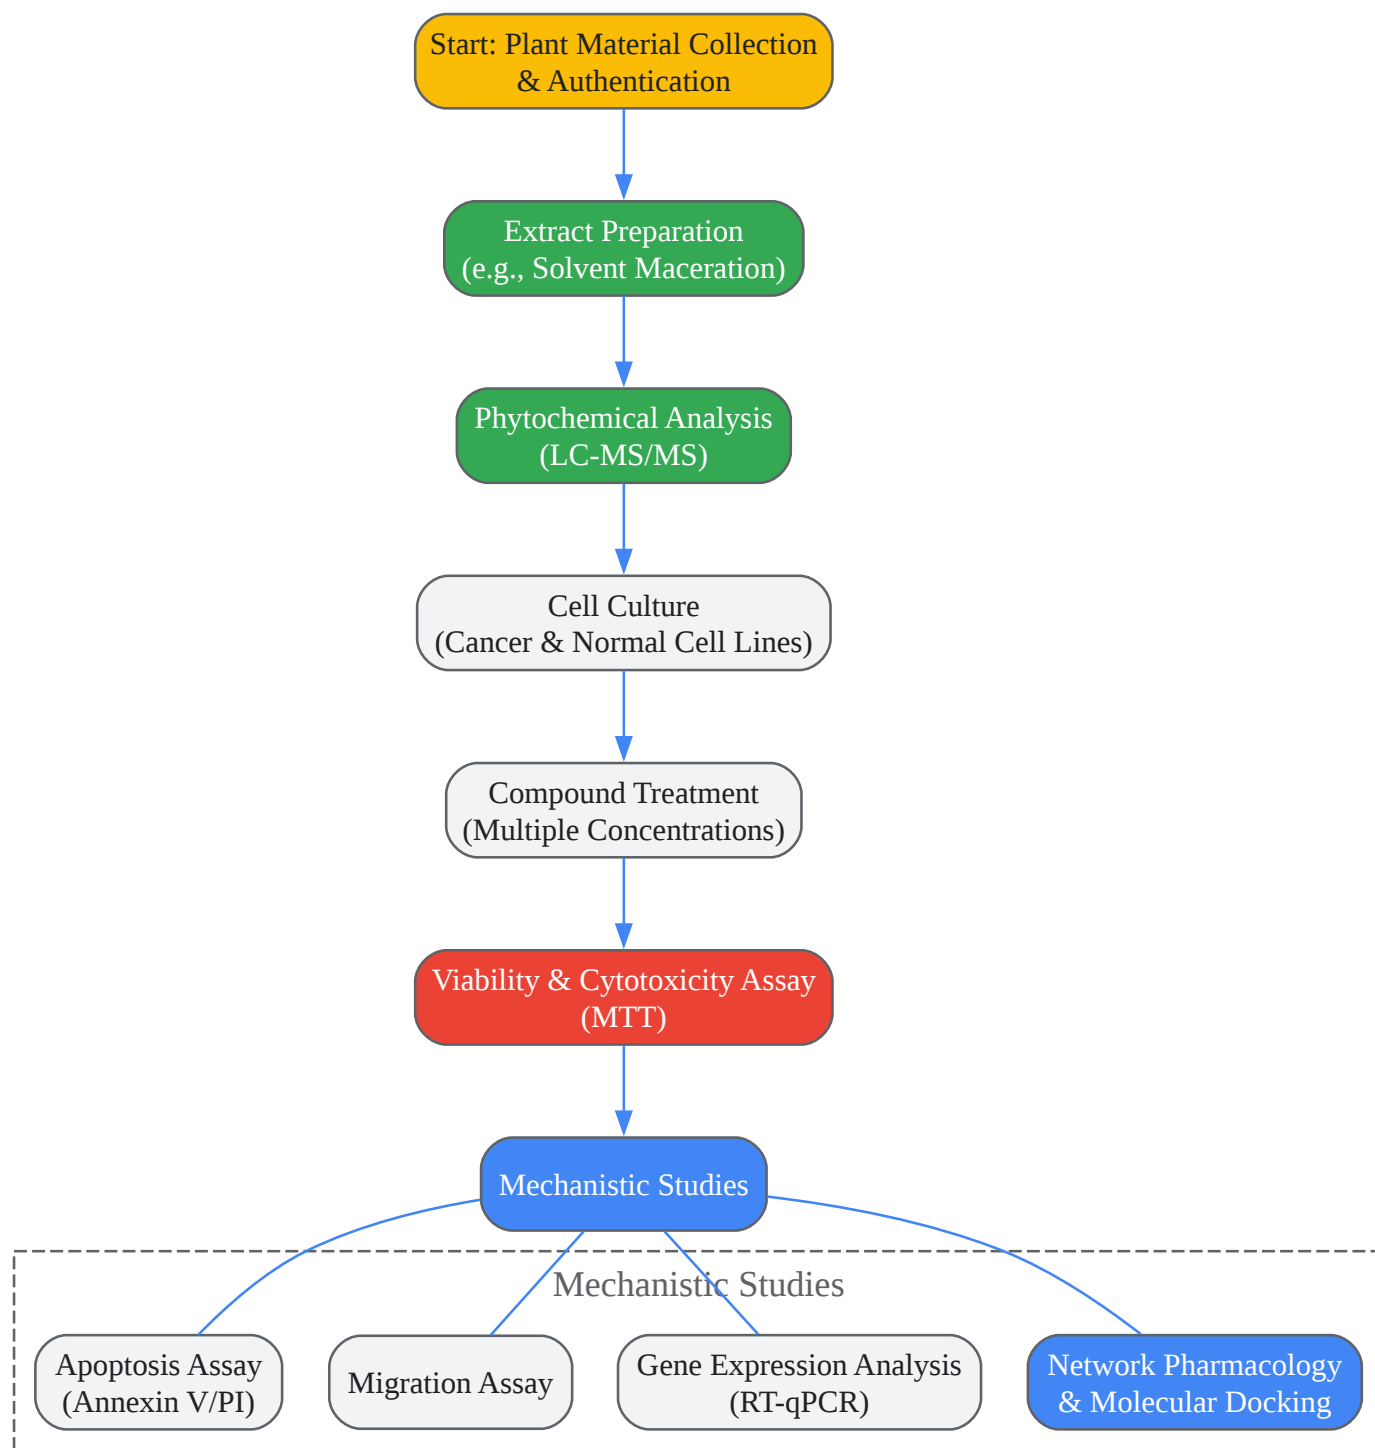 Start: Plant Material Collection
& Authentication
Extract Preparation
(e.g., Solvent Maceration)
Phytochemical Analysis
(LC-MS/MS)
Cell Culture
(Cancer & Normal Cell Lines)
Compound Treatment
(Multiple Concentrations)
Viability & Cytotoxicity Assay
(MTT)
Mechanistic Studies
Mechanistic Studies
Apoptosis Assay
(Annexin V/PI)
Migration Assay
Gene Expression Analysis
(RT-qPCR)
Network Pharmacology
& Molecular Docking